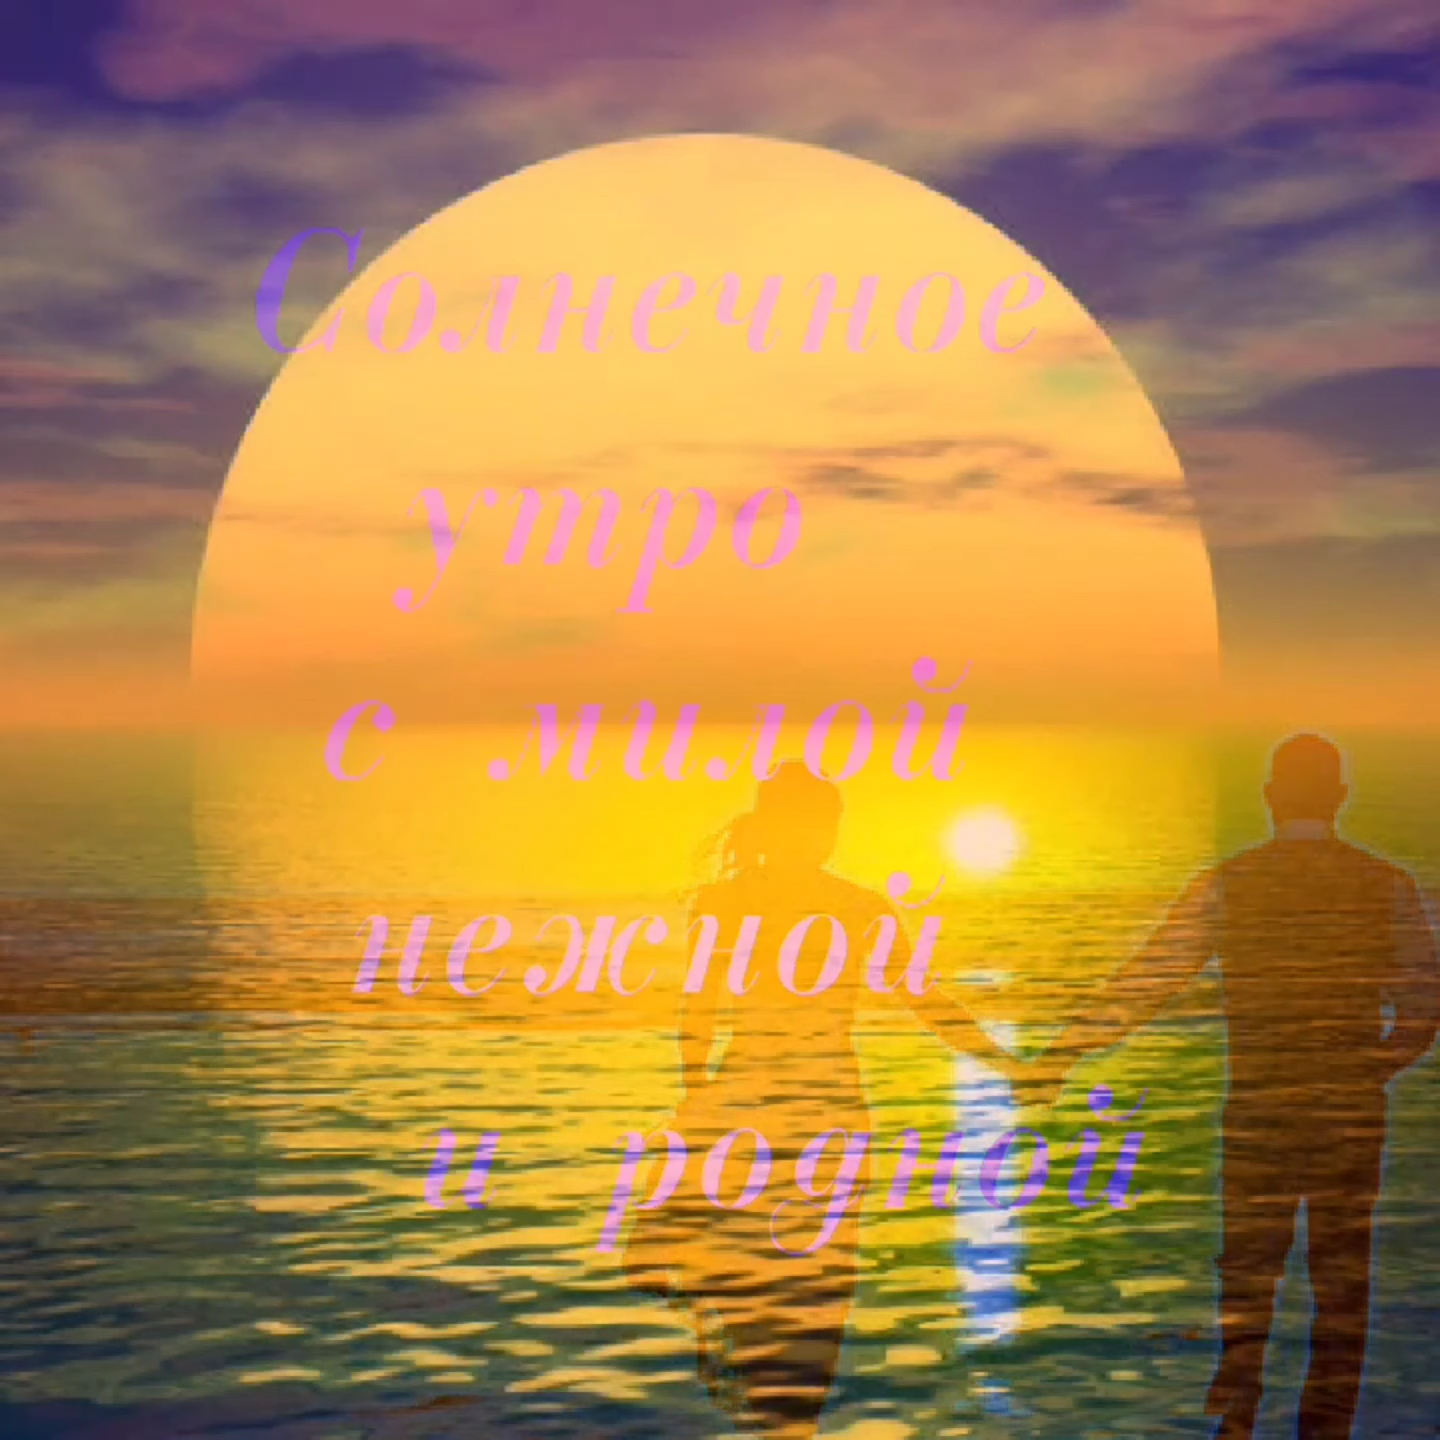 Солнечное
утро
с милой
нежной
и родной